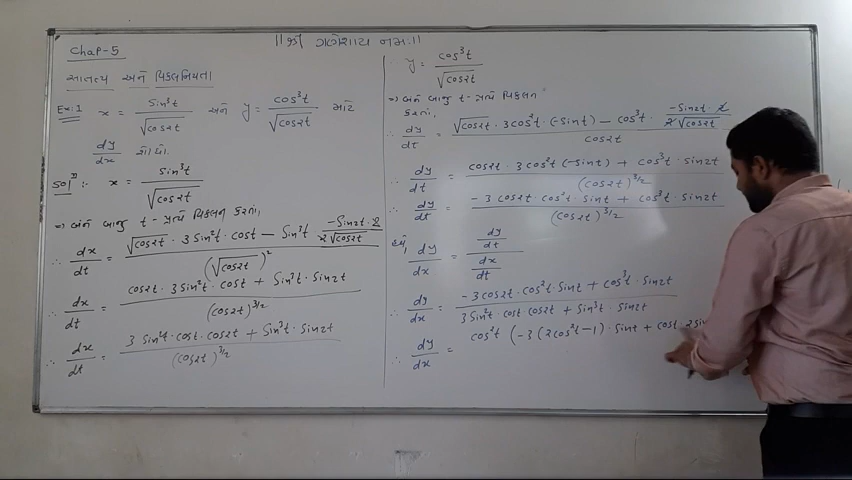 ॥ શ્રી ગણેશાય નમઃ ॥
Chap-5
સાતત્ય અને વિકલનિયતા
Ex:1 x = sin³t / √cos2t અને y = cos³t / √cos2t માટે
dy/dx શોધો.
solⁿ :- x = sin³t / √cos2t
⇒ બંને બાજુ t- પ્રત્યે વિકલન કરતાં,
∴ dx/dt = (√cos2t · 3sin²t · cost − sin³t · (−sin2t · 2)/(2√cos2t)) / (√cos2t)²
∴ dx/dt = (cos2t · 3sin²t · cost + sin³t · sin2t) / (cos2t)^3/2
∴ dx/dt = (3 sin²t · cost · cos2t + sin³t · sin2t) / (cos2t)^3/2
y = cos³t / √cos2t
⇒ બંને બાજુ t- પ્રત્યે વિકલન
કરતાં,
∴ dy/dt = (√cos2t · 3cos²t · (−sint) − cos³t · (−sin2t · 2)/(2√cos2t)) / cos2t
∴ dy/dt = (cos2t · 3cos²t (−sint) + cos³t · sin2t) / (cos2t)^3/2
∴ dy/dt = (−3 cos2t · cos²t · sint + cos³t · sin2t) / (cos2t)^3/2
હવે, dy/dx = (dy/dt) / (dx/dt)
∴ dy/dx = (−3cos2t · cos²t · sint + cos³t · sin2t) / (3sin²t · cost cos2t + sin³t · sin2t)
∴ dy/dx = cos²t (−3(2cos²t−1) · sint + cost · 2sin